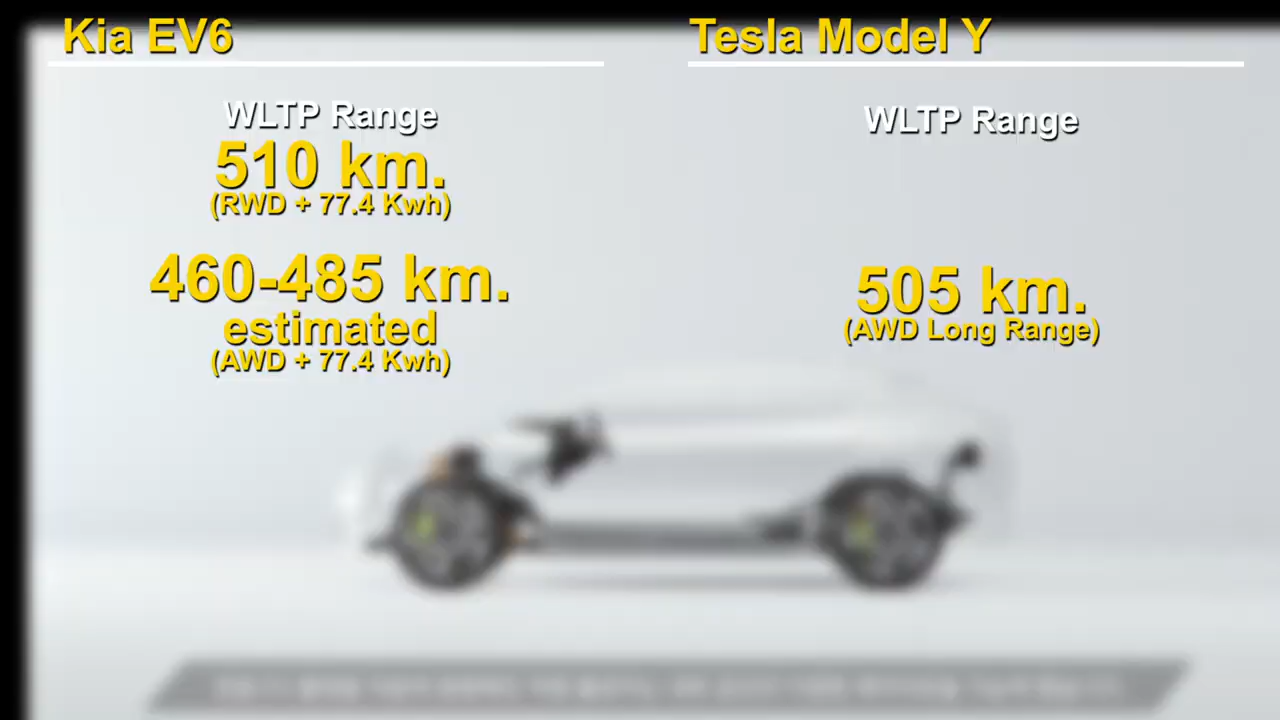 Kia EV6
WLTP Range
510 km.
(RWD + 77.4 Kwh)
460-485 km.
estimated
(AWD + 77.4 Kwh)
Tesla Model Y
WLTP Range
505 km.
(AWD Long Range)